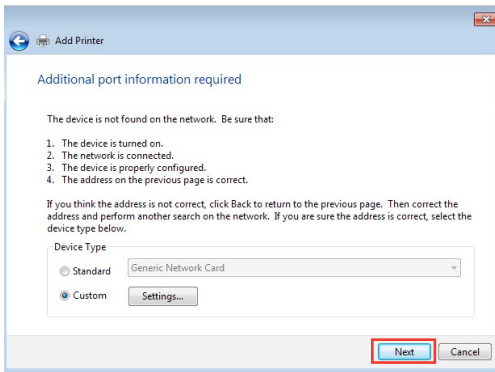 Add Printer
Additional port information required
The device is not found on the network. Be sure that:
1. The device is turned on.
2. The network is connected.
3. The device is properly configured.
4. The address on the previous page is correct.
If you think the address is not correct, click Back to return to the previous page. Then correct the
address and perform another search on the network. If you are sure the address is correct, select the
device type below.
Device Type
Standard Generic Network Card
Custom Settings...
Next Cancel